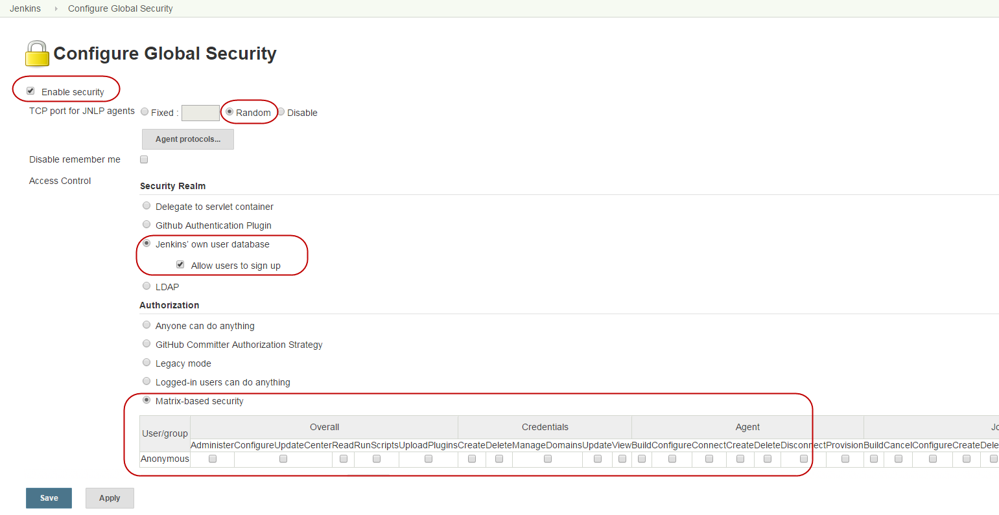 Jenkins Configure Global Security
Configure Global Security
Enable security
TCP port for JNLP agents Fixed : Random Disable
Agent protocols...
Disable remember me
Access Control
Security Realm
Delegate to servlet container
Github Authentication Plugin
Jenkins' own user database
Allow users to sign up
LDAP
Authorization
Anyone can do anything
GitHub Committer Authorization Strategy
Legacy mode
Logged-in users can do anything
Matrix-based security
User/group Overall Credentials Agent Jo
Administer ConfigureUpdateCenter Read RunScripts UploadPlugins Create Delete ManageDomains Update View Build Configure Connect Create Delete Disconnect Provision Build Cancel Configure Create Dele
Anonymous
Save Apply